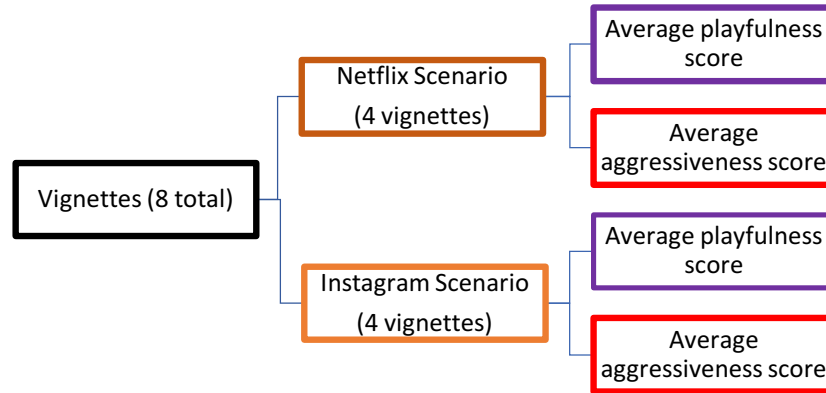 Average playfulness
score
Netflix Scenario
(4 vignettes)
Average
aggressiveness score
Vignettes (8 total)
Average playfulness
score
Instagram Scenario
(4 vignettes)
Average
aggressiveness score